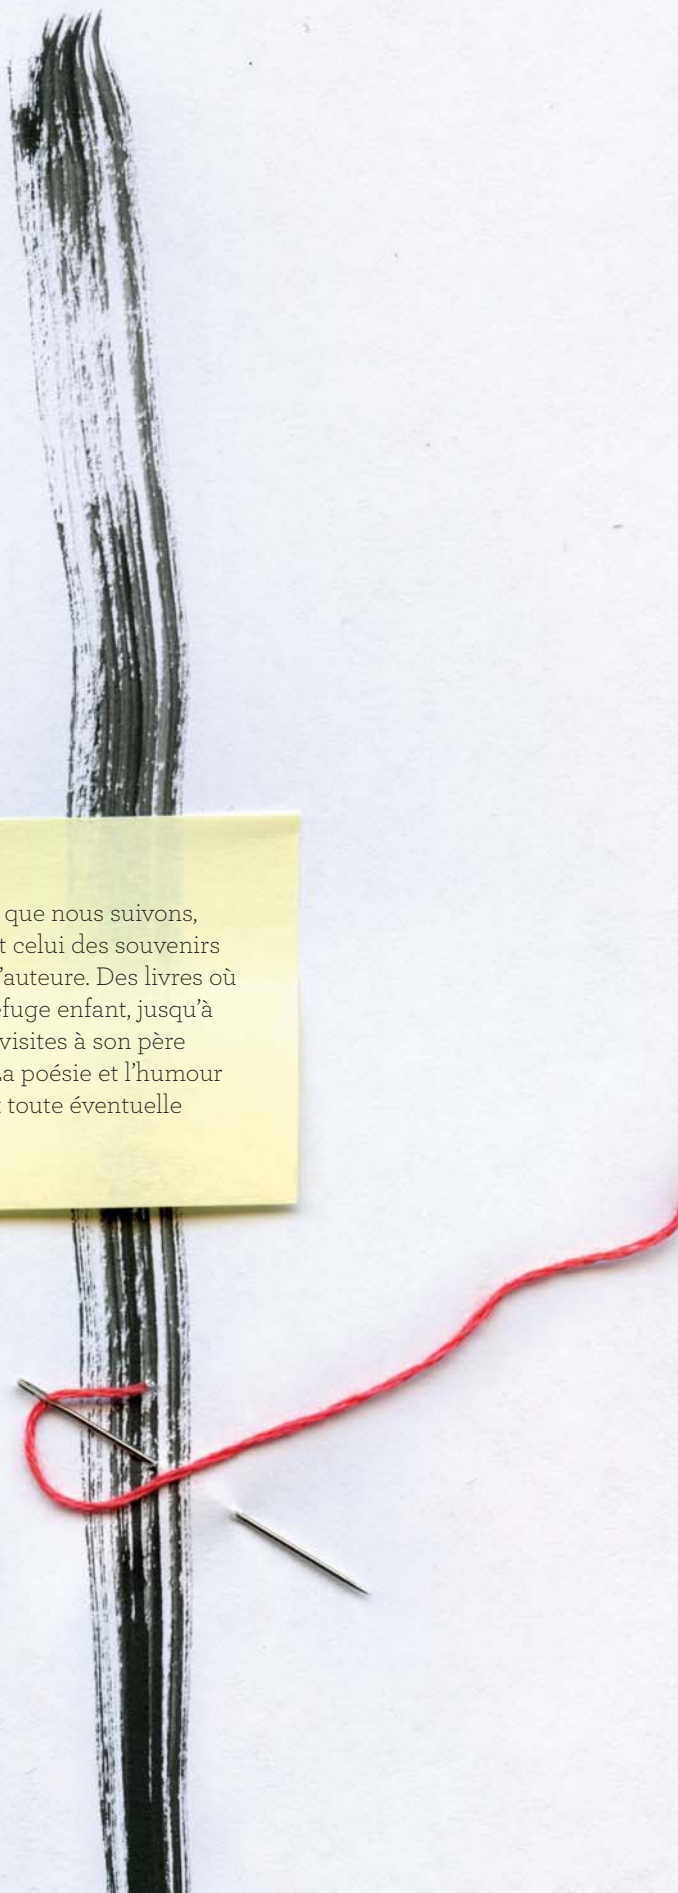 que nous suivons,
t celui des souvenirs
'auteure. Des livres où
efuge enfant, jusqu'à
visites à son père
La poésie et l'humour
t toute éventuelle